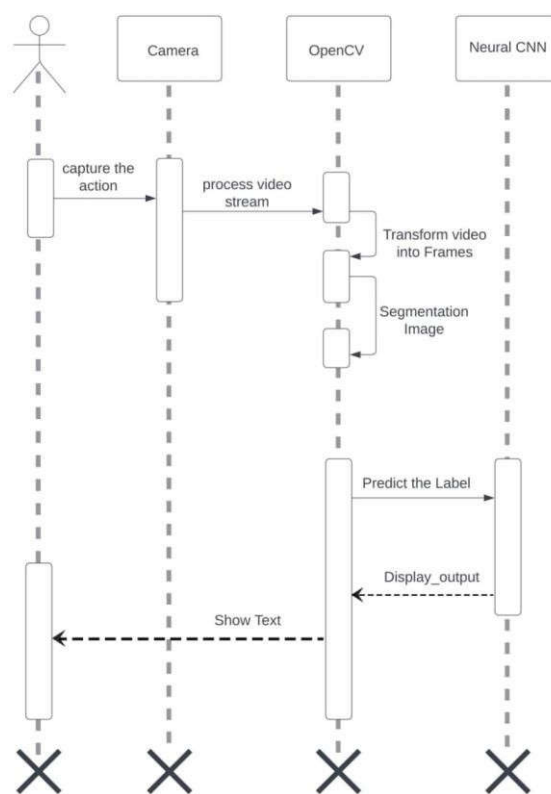 Camera
OpenCV
Neural CNN
capture the
action
process video
stream
Transform video
into Frames
Segmentation
Image
Predict the Label
Display_output
Show Text